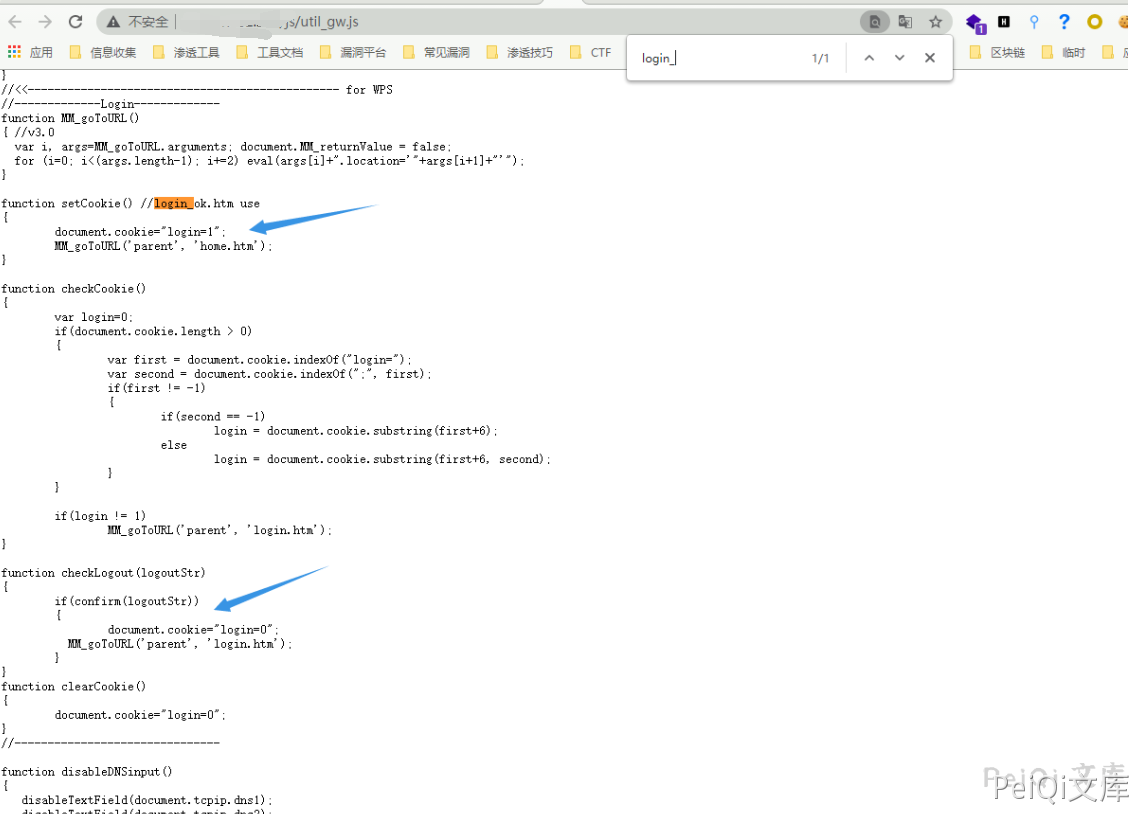 不安全 js/util_gw.js
应用 信息收集 渗透工具 工具文档 漏洞平台 常见漏洞 渗透技巧 CTF login_ 1/1 区块链 临时
}
//<<----------------------------------------------- for WPS
//-------------Login-------------
function MM_goToURL()
{ //v3.0
  var i, args=MM_goToURL.arguments; document.MM_returnValue = false;
  for (i=0; i<(args.length-1); i+=2) eval(args[i]+".location='"+args[i+1]+"'");
}
function setCookie() //login_ok.htm use
{
        document.cookie="login=1";
        MM_goToURL('parent', 'home.htm');
}
function checkCookie()
{
        var login=0;
        if(document.cookie.length > 0)
        {
                var first = document.cookie.indexOf("login=");
                var second = document.cookie.indexOf(";", first);
                if(first != -1)
                {
                        if(second == -1)
                                login = document.cookie.substring(first+6);
                        else
                                login = document.cookie.substring(first+6, second);
                }
        }
        if(login != 1)
                MM_goToURL('parent', 'login.htm');
}
function checkLogout(logoutStr)
{
        if(confirm(logoutStr))
        {
                document.cookie="login=0";
          MM_goToURL('parent', 'login.htm');
        }
}
function clearCookie()
{
        document.cookie="login=0";
}
//-------------------------------
function disableDNSinput()
{
   disableTextField(document.tcpip.dns1);
   disableTextField(document.tcpip.dns2);
PeiQi 文库
PeiQi文库